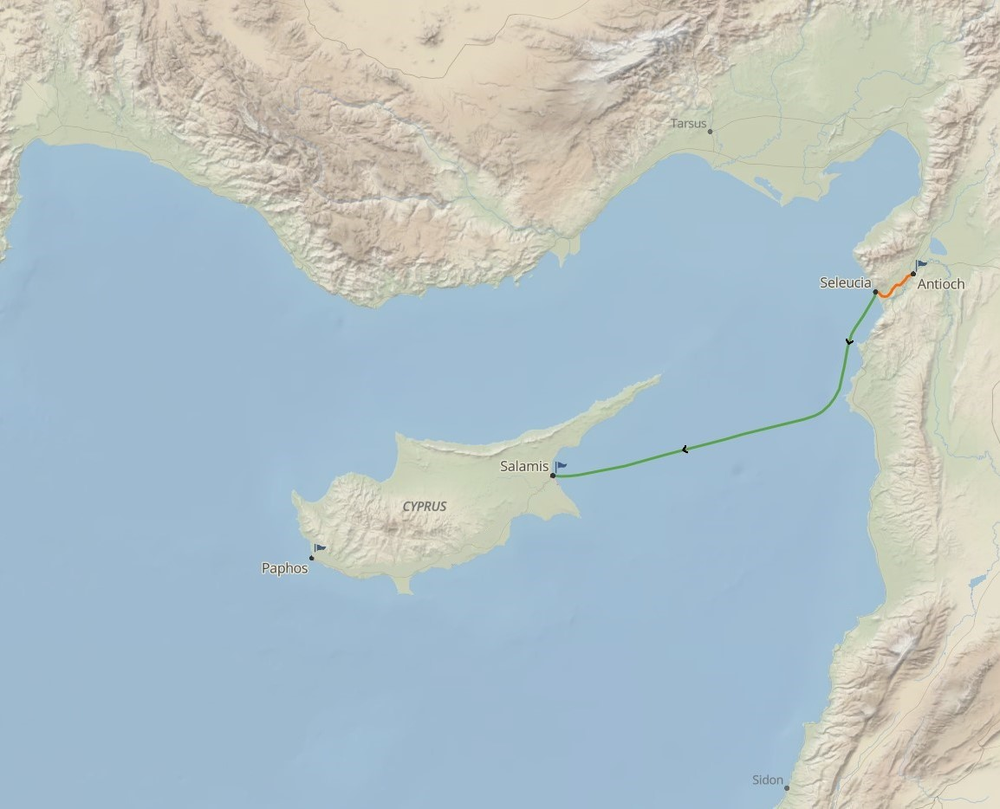 Tarsus
Seleucia
Antioch
Salamis
CYPRUS
Paphos
Sidon